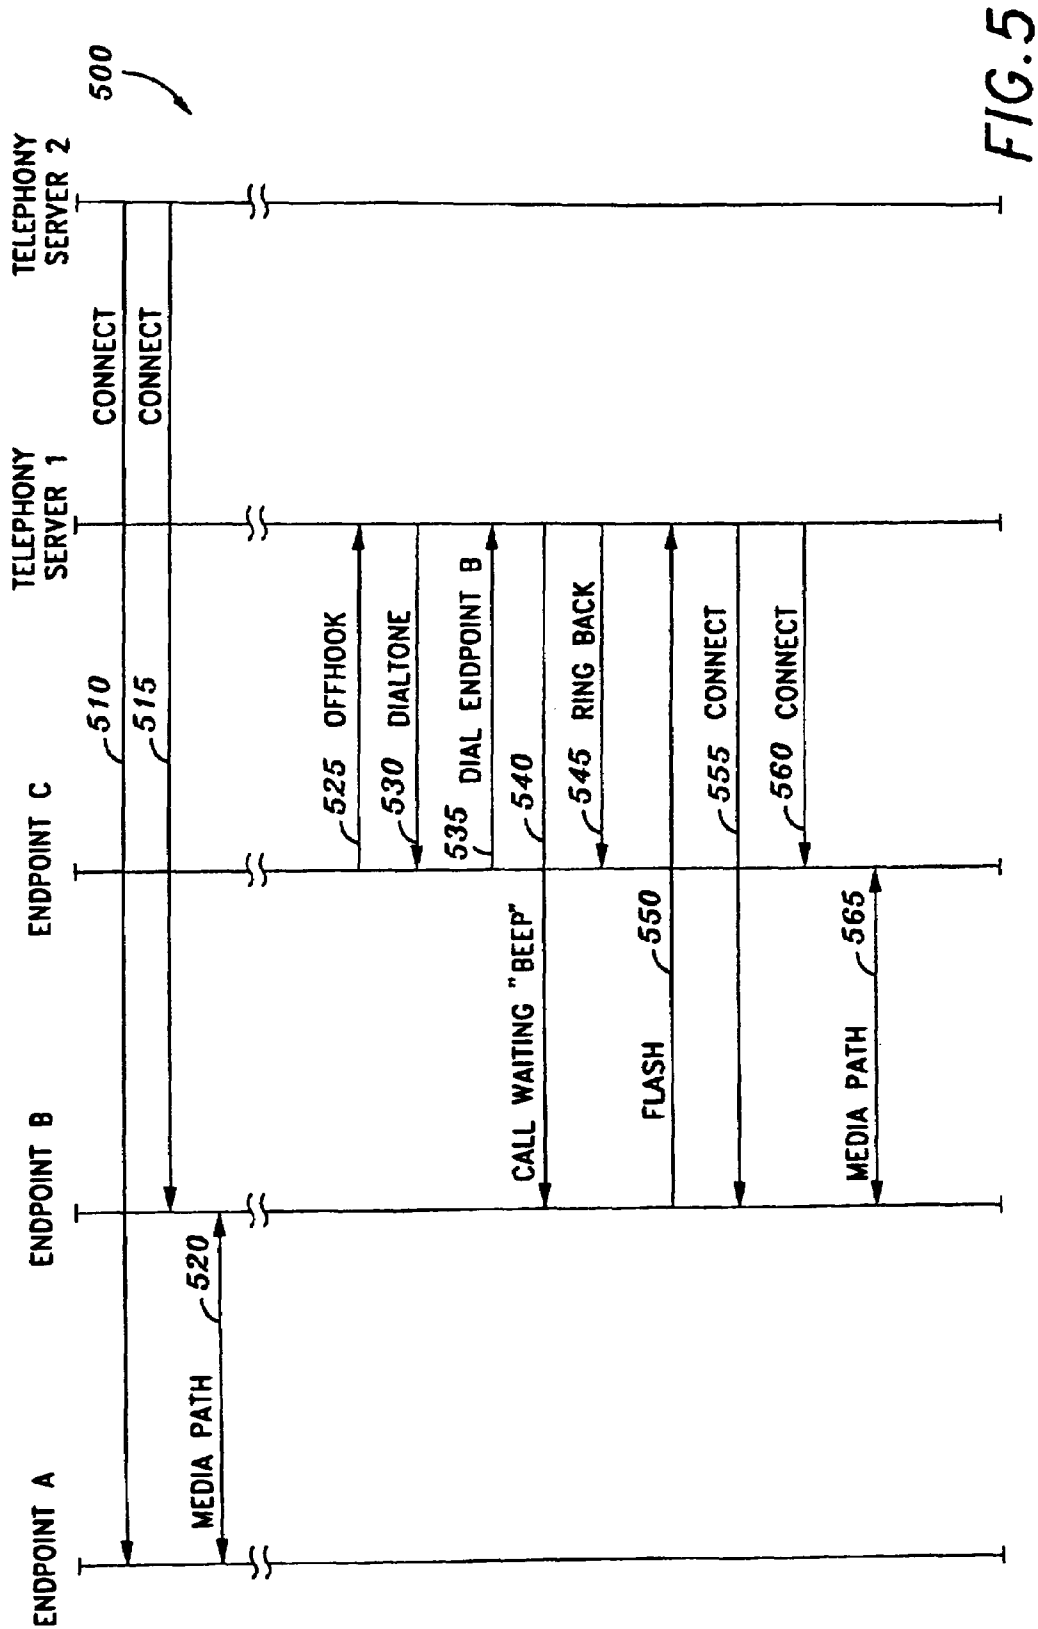 500
ENDPOINT A
ENDPOINT B
ENDPOINT C
TELEPHONY
SERVER 1
TELEPHONY
SERVER 2
510
CONNECT
515
CONNECT
MEDIA PATH
520
525 OFFHOOK
530 DIALTONE
535 DIAL ENDPOINT B
CALL WAITING "BEEP"
540
545 RING BACK
FLASH
550
555 CONNECT
560 CONNECT
MEDIA PATH
565
FIG. 5